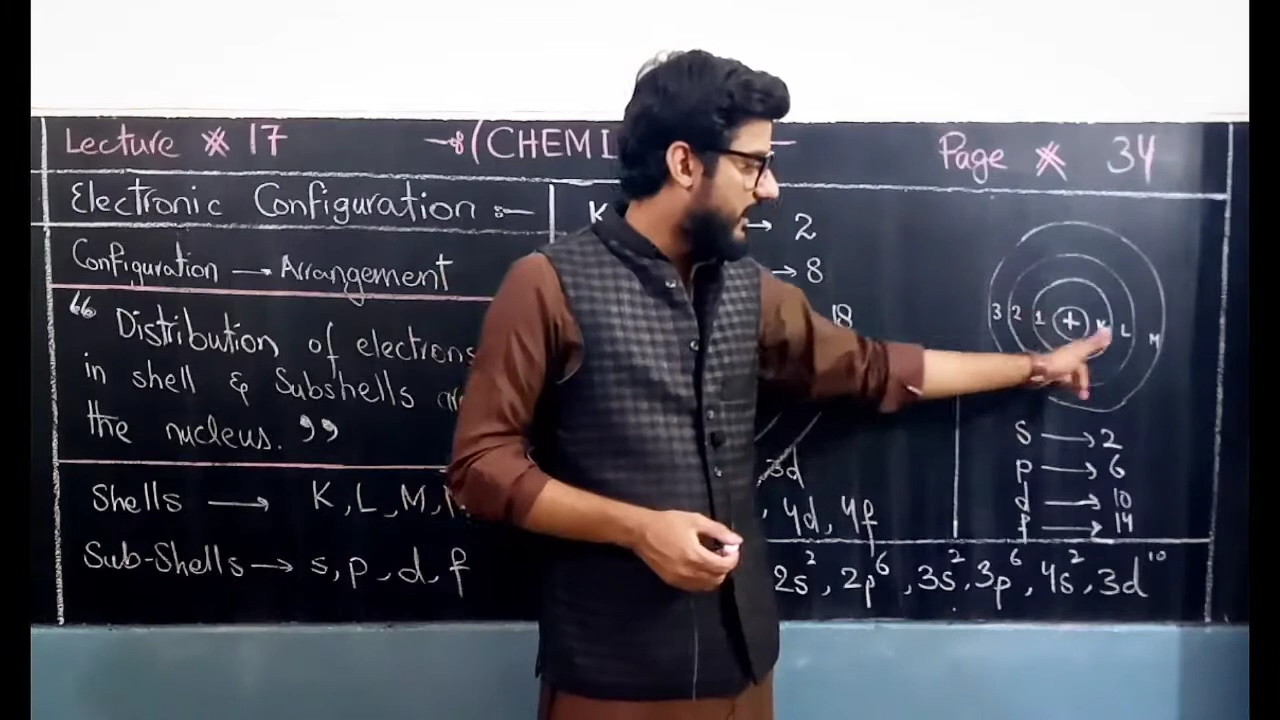 Lecture * 17
(CHEMI
Page * 34
Electronic Configuration :-
Configuration → Arrangement
“ Distribution of electrons
in shell & Subshells
the nucleus. ”
Shells → K, L, M,
Sub-Shells → s, p, d, f
K → 2
→ 8
18
3d
, 4d, 4f
2s², 2p⁶, 3s², 3p⁶, 4s², 3d¹⁰
3 2 1 + K L M
S → 2
p → 6
d → 10
f → 14